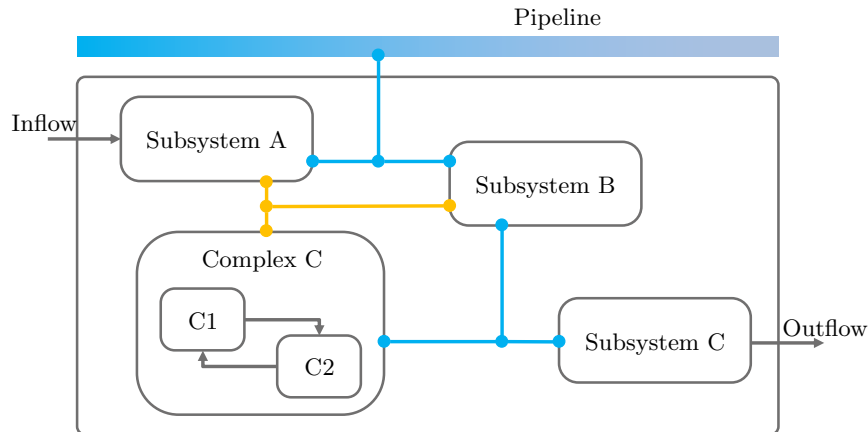 Pipeline
Inflow
Subsystem A
Subsystem B
Complex C
C1
C2
Subsystem C
Outflow